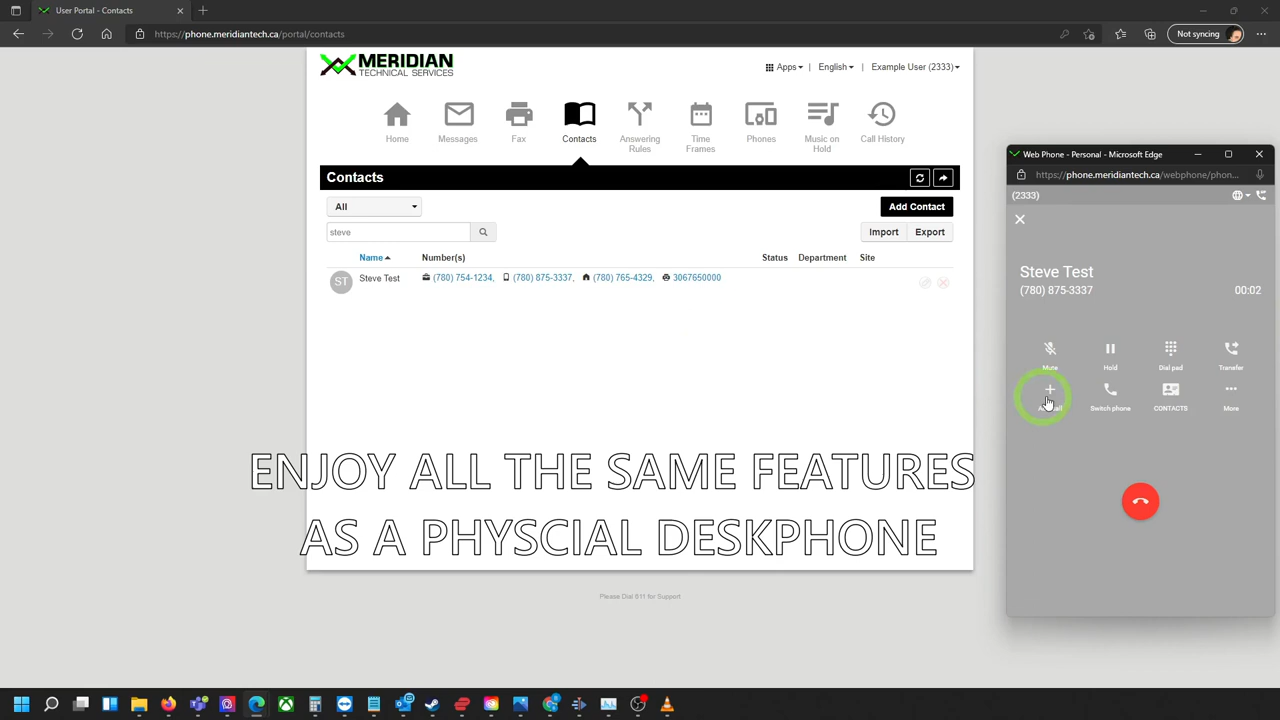 User Portal - Contacts
https://phone.meridiantech.ca/portal/contacts
Not syncing
MERIDIAN
TECHNICAL SERVICES
Apps
English
Example User (2333)
Home
Messages
Fax
Contacts
Answering
Rules
Time
Frames
Phones
Music on
Hold
Call History
Contacts
All
Add Contact
steve
Import
Export
Name
Number(s)
Status
Department
Site
ST
Steve Test
(780) 754-1234,
(780) 875-3337,
(780) 765-4329,
3067650000
ENJOY ALL THE SAME FEATURES
AS A PHYSCIAL DESKPHONE
Please Dial 611 for Support
Web Phone - Personal - Microsoft Edge
https://phone.meridiantech.ca/webphone/phon...
(2333)
Steve Test
(780) 875-3337
00:02
Mute
Hold
Dial pad
Transfer
Switch phone
CONTACTS
More